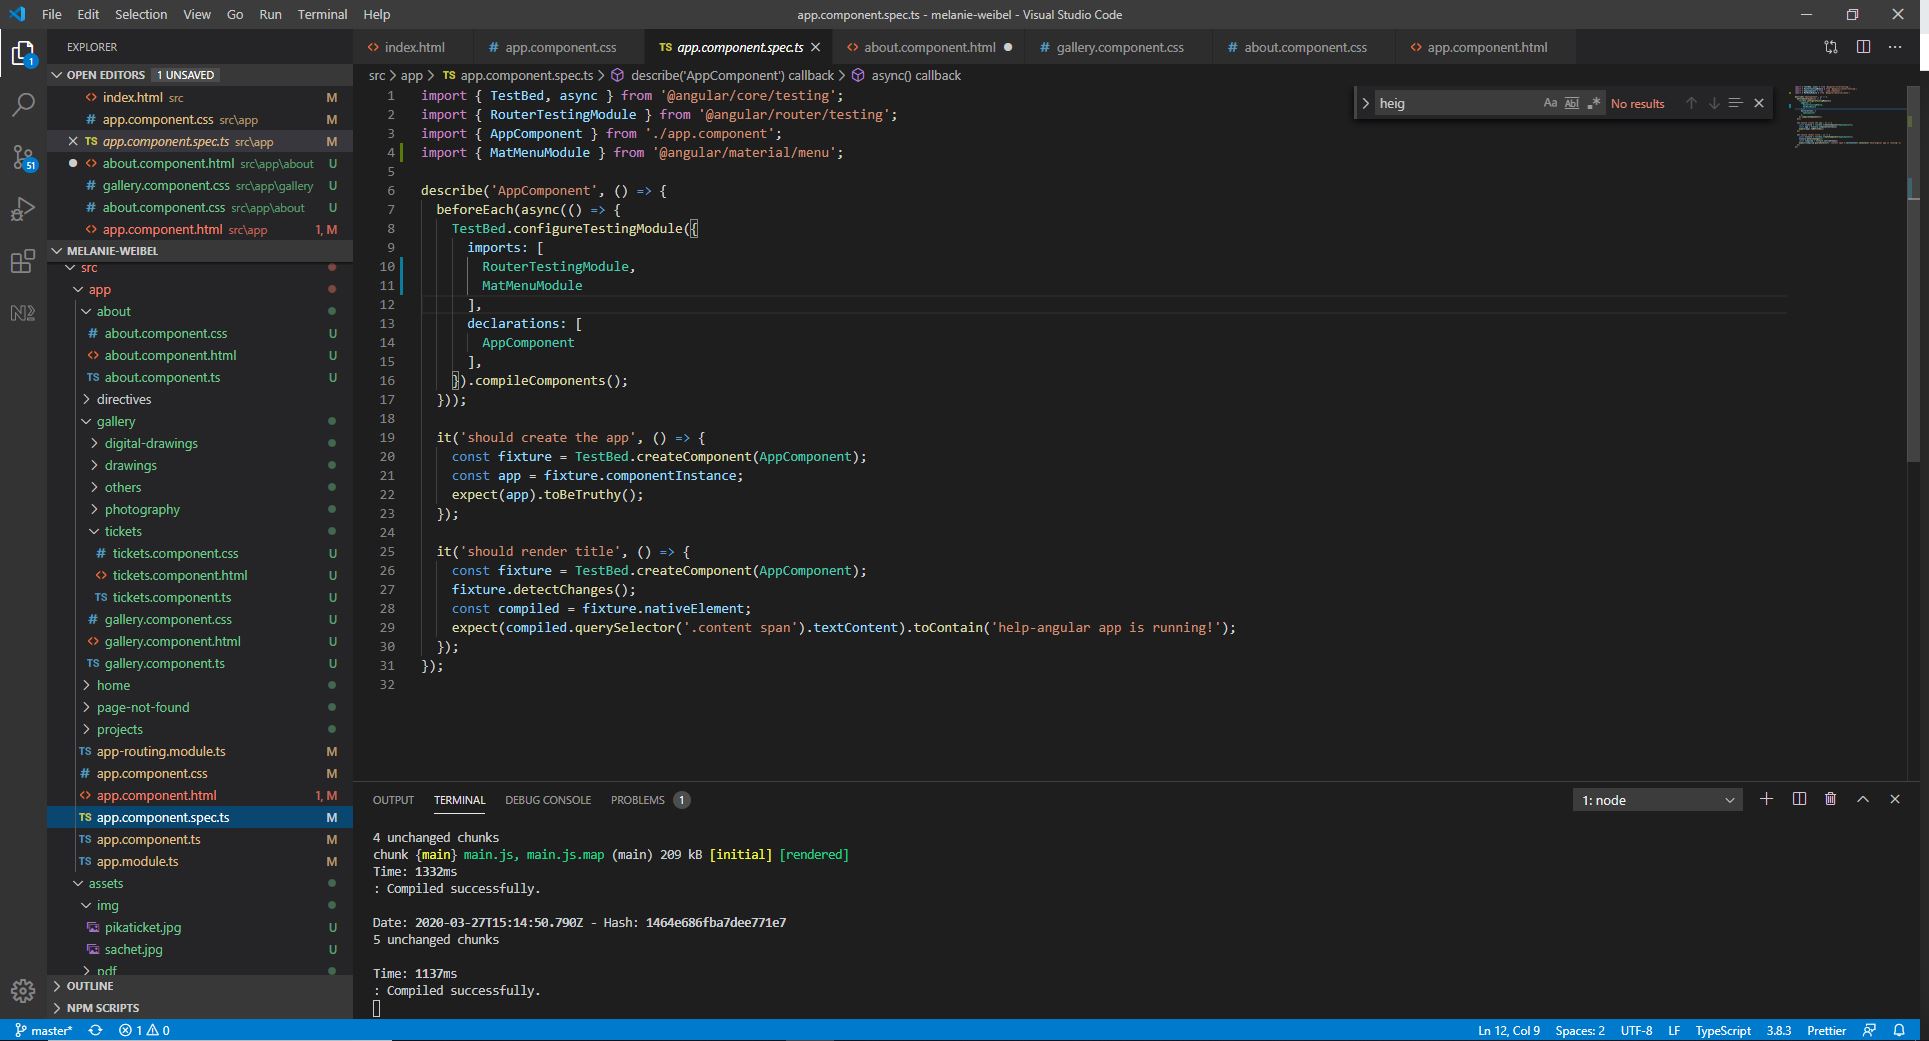 File Edit Selection View Go Run Terminal Help
app.component.spec.ts - melanie-weibel - Visual Studio Code
EXPLORER
OPEN EDITORS 1 UNSAVED
index.html src M
app.component.css src\app M
TS app.component.spec.ts src\app M
about.component.html src\app\about U
# gallery.component.css src\app\gallery U
# about.component.css src\app\about U
app.component.html src\app 1, M
MELANIE-WEIBEL
src
app
about
# about.component.css U
about.component.html U
TS about.component.ts U
directives
gallery
digital-drawings
drawings
others
photography
tickets
# tickets.component.css U
tickets.component.html U
TS tickets.component.ts U
# gallery.component.css U
gallery.component.html U
TS gallery.component.ts U
home
page-not-found
projects
TS app-routing.module.ts M
# app.component.css M
app.component.html 1, M
TS app.component.spec.ts M
TS app.component.ts M
TS app.module.ts M
assets
img
pikaticket.jpg U
sachet.jpg U
pdf
OUTLINE
NPM SCRIPTS
1
51
index.html # app.component.css TS app.component.spec.ts about.component.html # gallery.component.css # about.component.css app.component.html
src > app > TS app.component.spec.ts > describe('AppComponent') callback > async() callback
heig Aa Abl .* No results
1 import { TestBed, async } from '@angular/core/testing';
2 import { RouterTestingModule } from '@angular/router/testing';
3 import { AppComponent } from './app.component';
4 import { MatMenuModule } from '@angular/material/menu';
5
6 describe('AppComponent', () => {
7 beforeEach(async(() => {
8 TestBed.configureTestingModule({
9 imports: [
10 RouterTestingModule,
11 MatMenuModule
12 ],
13 declarations: [
14 AppComponent
15 ],
16 }).compileComponents();
17 }));
18
19 it('should create the app', () => {
20 const fixture = TestBed.createComponent(AppComponent);
21 const app = fixture.componentInstance;
22 expect(app).toBeTruthy();
23 });
24
25 it('should render title', () => {
26 const fixture = TestBed.createComponent(AppComponent);
27 fixture.detectChanges();
28 const compiled = fixture.nativeElement;
29 expect(compiled.querySelector('.content span').textContent).toContain('help-angular app is running!');
30 });
31 });
32
OUTPUT TERMINAL DEBUG CONSOLE PROBLEMS 1
1: node
4 unchanged chunks
chunk {main} main.js, main.js.map (main) 209 kB [initial] [rendered]
Time: 1332ms
: Compiled successfully.
Date: 2020-03-27T15:14:50.790Z - Hash: 1464e686fba7dee771e7
5 unchanged chunks
Time: 1137ms
: Compiled successfully.
master* 1 0
Ln 12, Col 9 Spaces: 2 UTF-8 LF TypeScript 3.8.3 Prettier